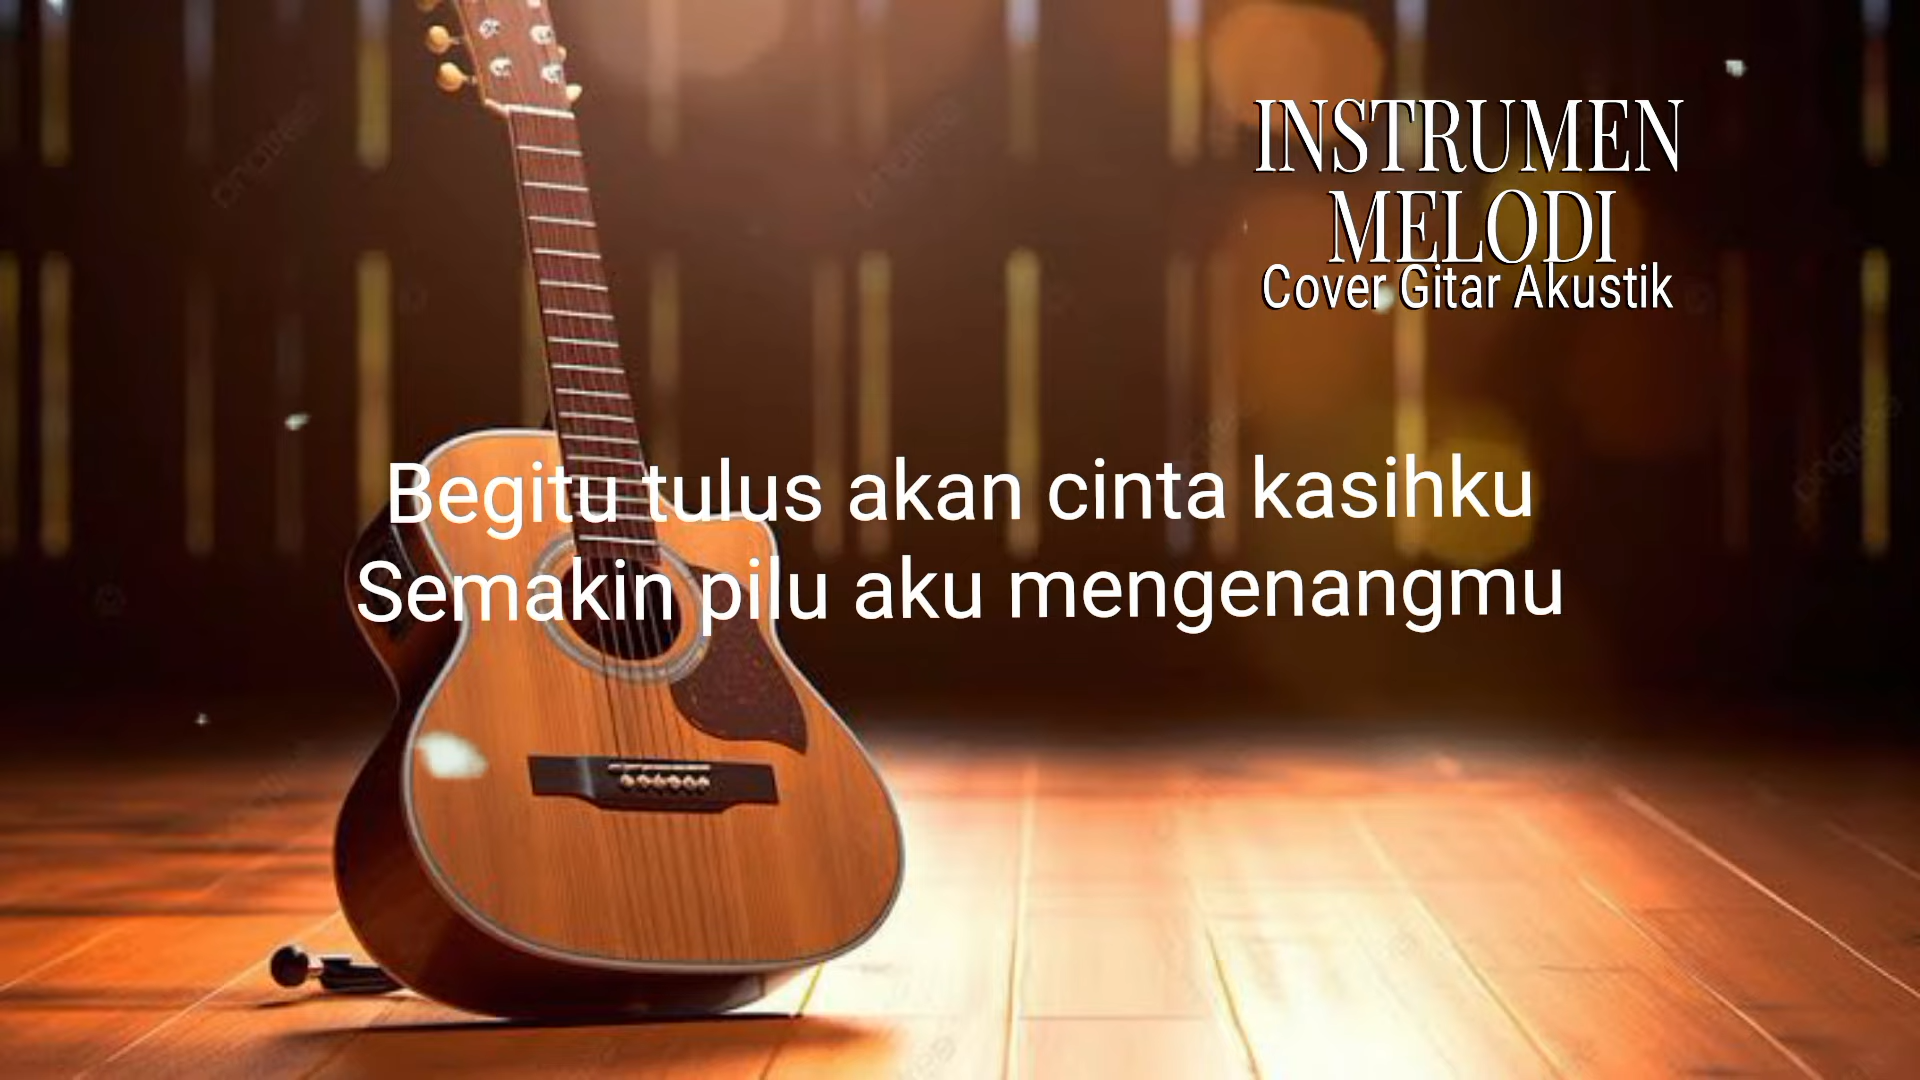 INSTRUMEN
MELODI
Cover Gitar Akustik
Begitu tulus akan cinta kasihku
Semakin pilu aku mengenangmu